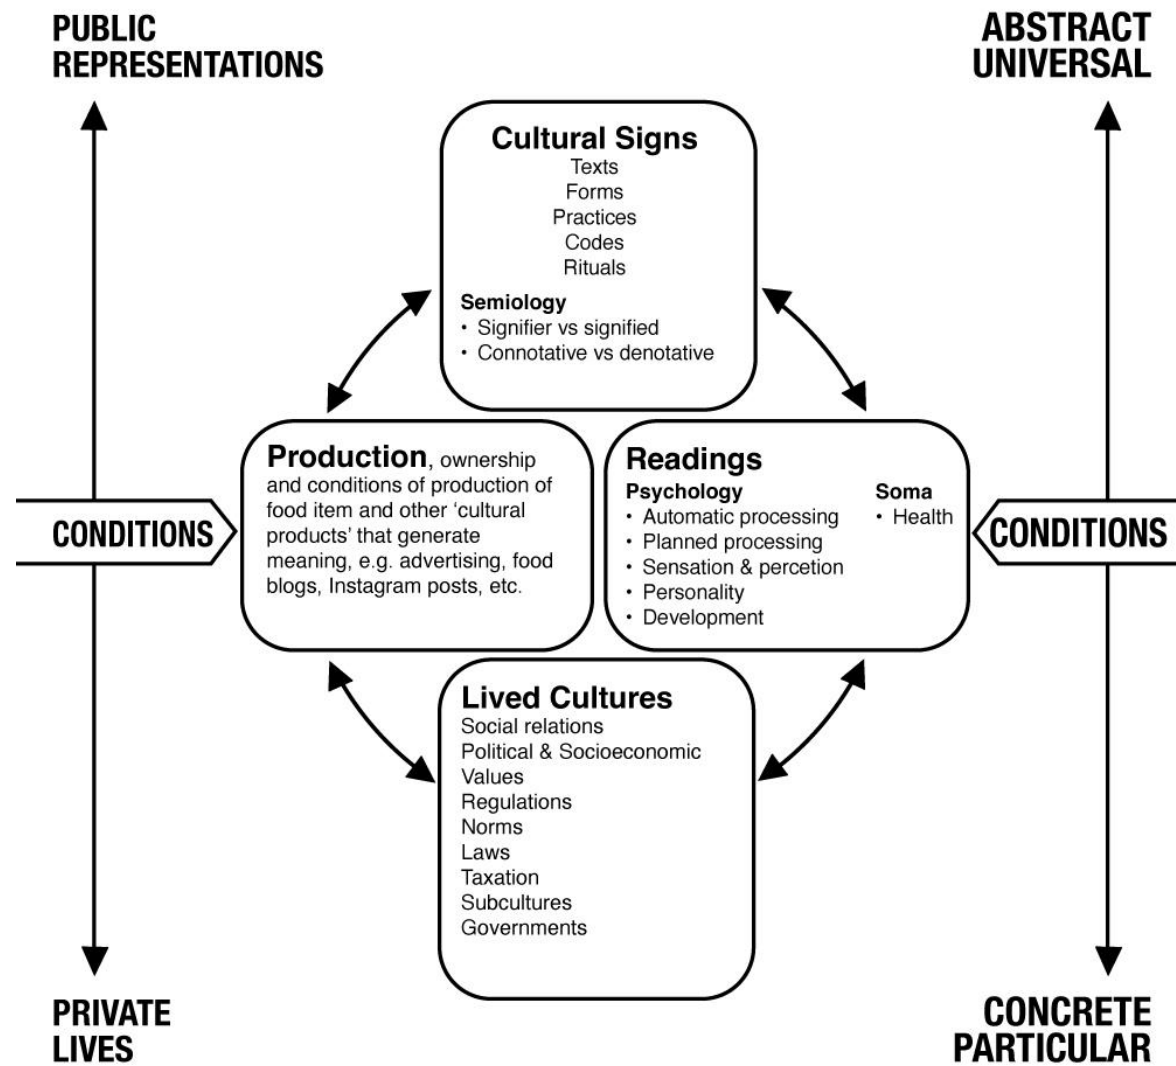 PUBLIC
REPRESENTATIONS
ABSTRACT
UNIVERSAL
Cultural Signs
Texts
Forms
Practices
Codes
Rituals
Semiology
• Signifier vs signified
• Connotative vs denotative
CONDITIONS
Production, ownership
and conditions of production of
food item and other ‘cultural
products’ that generate
meaning, e.g. advertising, food
blogs, Instagram posts, etc.
Readings
Psychology
• Automatic processing
• Planned processing
• Sensation & percetion
• Personality
• Development
Soma
• Health
CONDITIONS
Lived Cultures
Social relations
Political & Socioeconomic
Values
Regulations
Norms
Laws
Taxation
Subcultures
Governments
PRIVATE
LIVES
CONCRETE
PARTICULAR